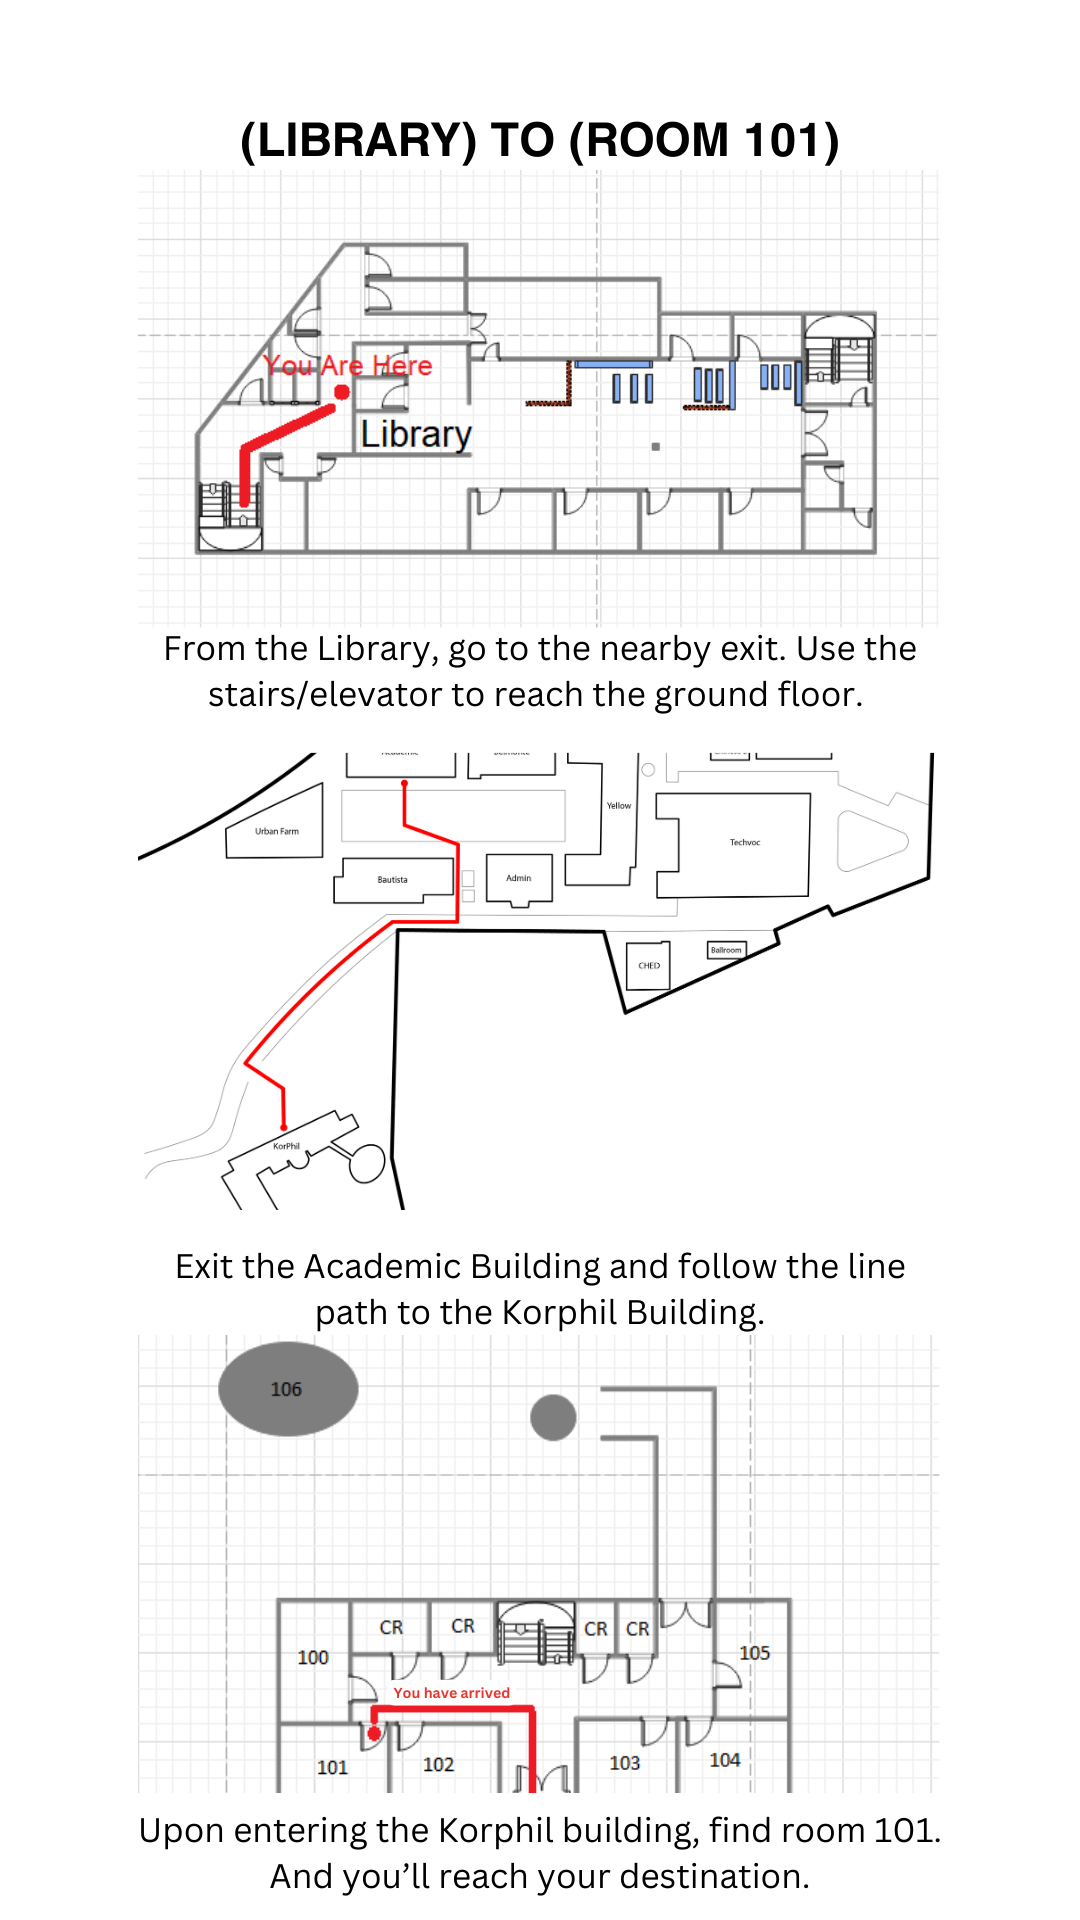 (LIBRARY) TO (ROOM 101)
You Are Here
Library
From the Library, go to the nearby exit. Use the
stairs/elevator to reach the ground floor.
Academic
Belmonte
Yellow
Urban Farm
Techvoc
Bautista
Admin
CHED
Ballroom
KorPhil
Exit the Academic Building and follow the line
path to the Korphil Building.
106
CR
CR
CR
CR
100
105
You have arrived
101
102
103
104
Upon entering the Korphil building, find room 101.
And you'll reach your destination.